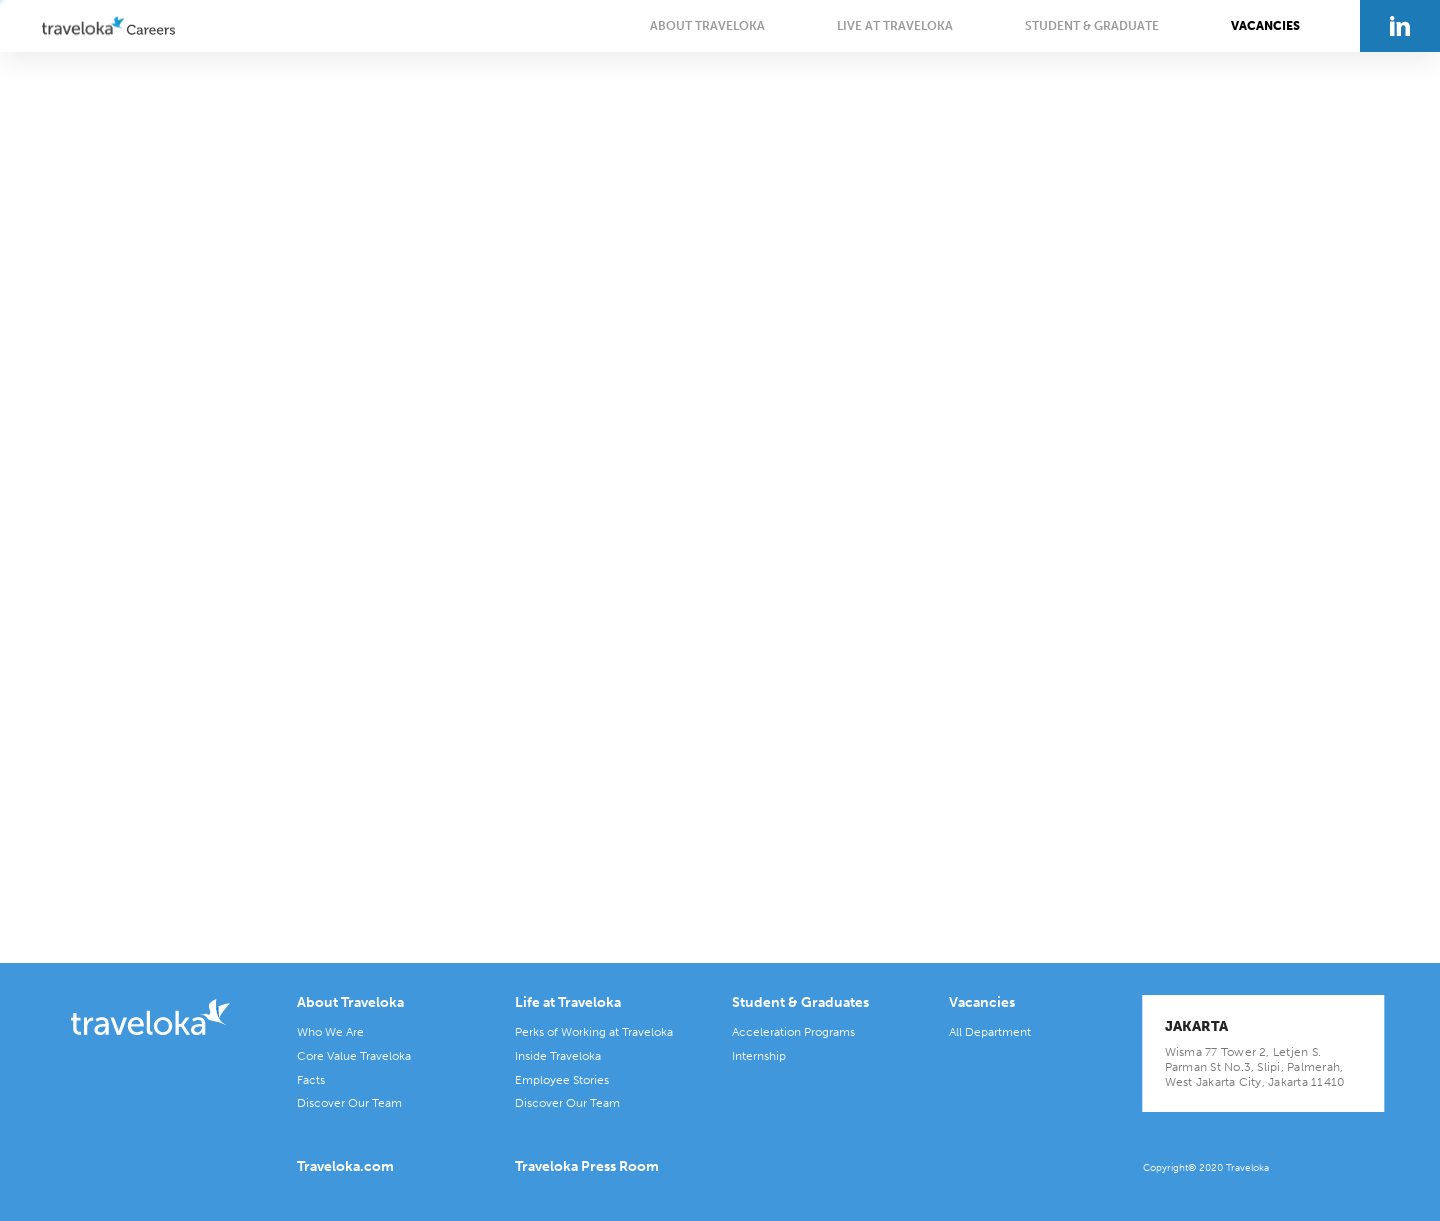 traveloka Careers
ABOUT TRAVELOKA
LIVE AT TRAVELOKA
STUDENT & GRADUATE
VACANCIES
in
traveloka
About Traveloka
Who We Are
Core Value Traveloka
Facts
Discover Our Team
Life at Traveloka
Perks of Working at Traveloka
Inside Traveloka
Employee Stories
Discover Our Team
Student & Graduates
Acceleration Programs
Internship
Vacancies
All Department
JAKARTA
Wisma 77 Tower 2, Letjen S.
Parman St No.3, Slipi, Palmerah,
West Jakarta City, Jakarta 11410
Traveloka.com
Traveloka Press Room
Copyright© 2020 Traveloka